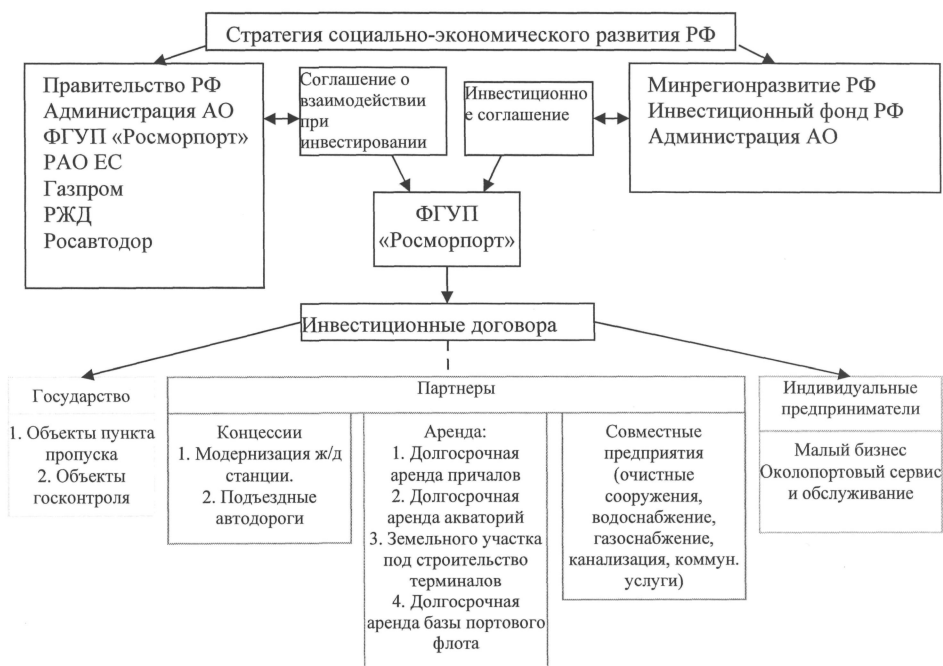 Стратегия социально-экономического развития РФ
Правительство РФ
Администрация АО
ФГУП «Росморпорт»
РАО ЕС
Газпром
РЖД
Росавтодор
Соглашение о
взаимодействии
при
инвестировании
Инвестиционно
е соглашение
Минрегионразвитие РФ
Инвестиционный фонд РФ
Администрация АО
ФГУП
«Росморпорт»
Инвестиционные договора
Государство
1. Объекты пункта
пропуска
2. Объекты
госконтроля
Партнеры
Концессии
1. Модернизация ж/д
станции.
2. Подъездные
автодороги
Аренда:
1. Долгосрочная
аренда причалов
2. Долгосрочная
аренда акваторий
3. Земельного участка
под строительство
терминалов
4. Долгосрочная
аренда базы портового
флота
Совместные
предприятия
(очистные
сооружения,
водоснабжение,
газоснабжение,
канализация, коммун.
услуги)
Индивидуальные
предприниматели
Малый бизнес
Околопортовый сервис
и обслуживание